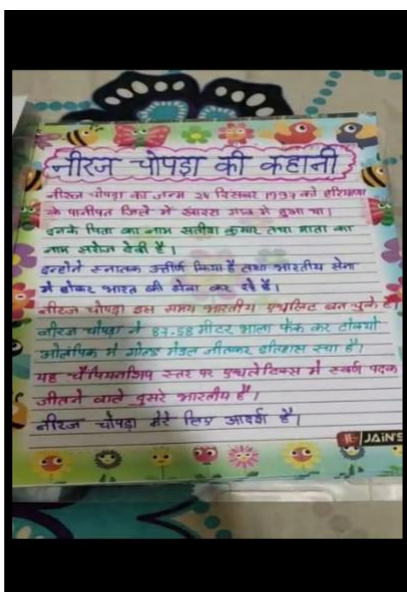 नीरज चोपड़ा की कहानी
नीरज चोपड़ा का जन्म 24 दिसंबर 1997 को हरियाणा
के पानीपत जिले में खंडरा गाव में हुआ था।
इनके पिता का नाम सतीश कुमार तथा माता का
नाम सरोज देवी है।
इन्होंने स्नातक उत्तीर्ण किया है तथा भारतीय सेना
में होकर भारत की सेवा कर रहे हैं।
नीरज चोपड़ा इस समय भारतीय एथलिट बन चुके है।
नीरज चोपड़ा ने 87.58 मीटर भाला फेंक कर टोक्यो
ओलंपिक में गोल्ड मेडल जीतकर इतिहास रचा है।
यह चैंपियनशिप स्तर पर एथलेटिक्स में स्वर्ण पदक
जीतने वाले दुसरे भारतीय हैं।
नीरज चोपड़ा मेरे लिए आदर्श है।
JAIN'S